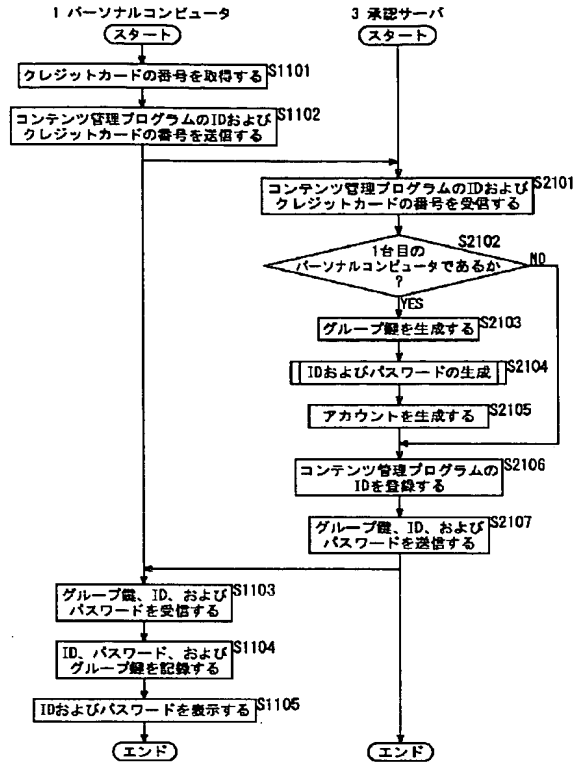 1 パーソナルコンピュータ
スタート
クレジットカードの番号を取得する S1101
コンテンツ管理プログラムのIDおよび S1102
クレジットカードの番号を送信する
3 承認サーバ
スタート
コンテンツ管理プログラムのIDおよび S2101
クレジットカードの番号を受信する
S2102
1台目の
パーソナルコンピュータであるか
?
NO
YES
グループ鍵を生成する S2103
IDおよびパスワードの生成 S2104
アカウントを生成する S2105
コンテンツ管理プログラムの S2106
IDを登録する
グループ鍵、ID、および S2107
パスワードを送信する
グループ鍵、ID、および S1103
パスワードを受信する
ID、パスワード、および S1104
グループ鍵を記録する
IDおよびパスワードを表示する S1105
エンド
エンド